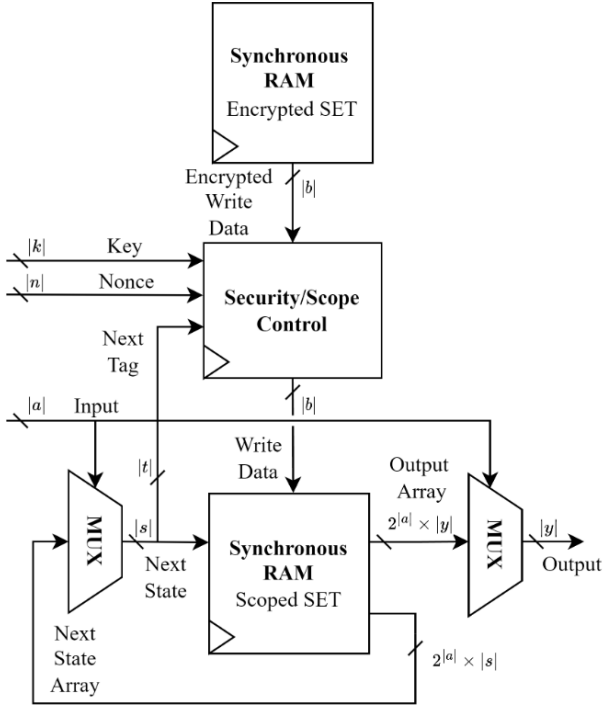 Synchronous
RAM
Encrypted SET
Encrypted
Write
Data
|b|
|k|
Key
|n|
Nonce
Security/Scope
Control
Next
Tag
|b|
|a|
Input
Write
Data
|t|
Output
Array
MUX
|s|
Next
State
Synchronous
RAM
Scoped SET
2^{|a|} × |y|
MUX
|y|
Output
Next
State
Array
2^{|a|} × |s|